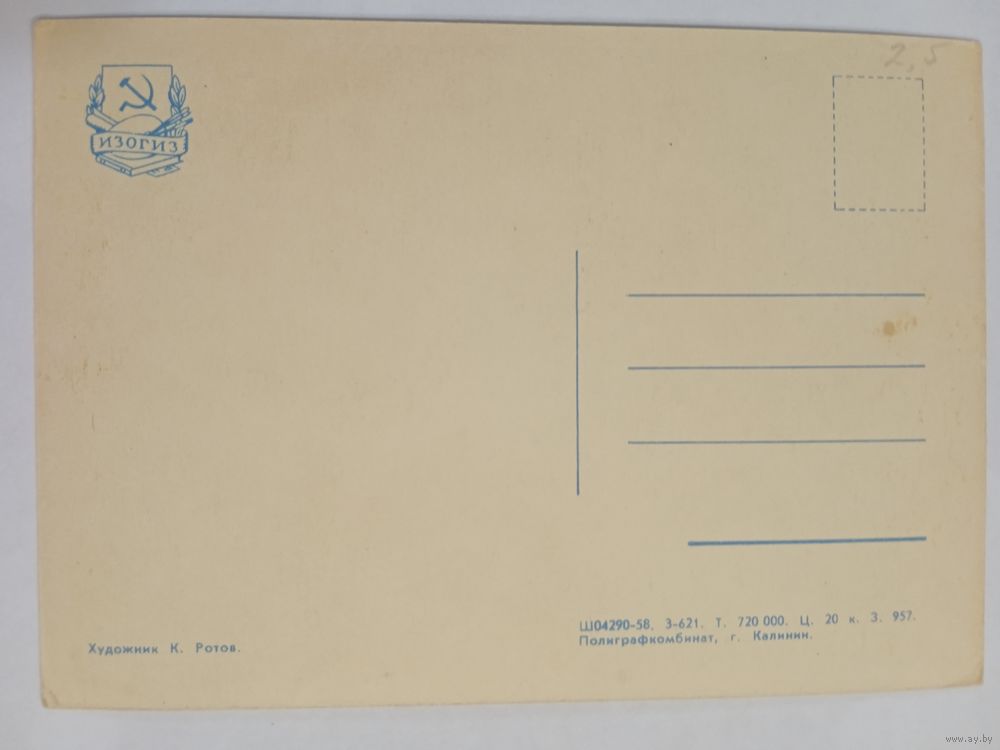 2,5
ИЗОГИЗ
Художник К. Ротов.
Ш04290-58. З-621. Т. 720 000. Ц. 20 к. З. 957.
Полиграфкомбинат, г. Калинин.
www.ay.by